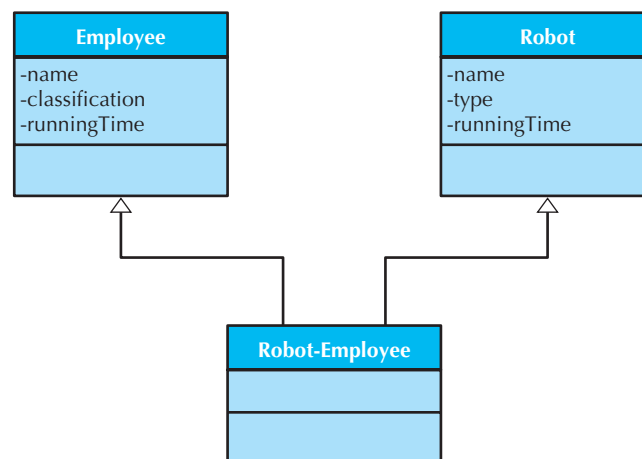 Employee
-name
-classification
-runningTime
Robot
-name
-type
-runningTime
Robot-Employee